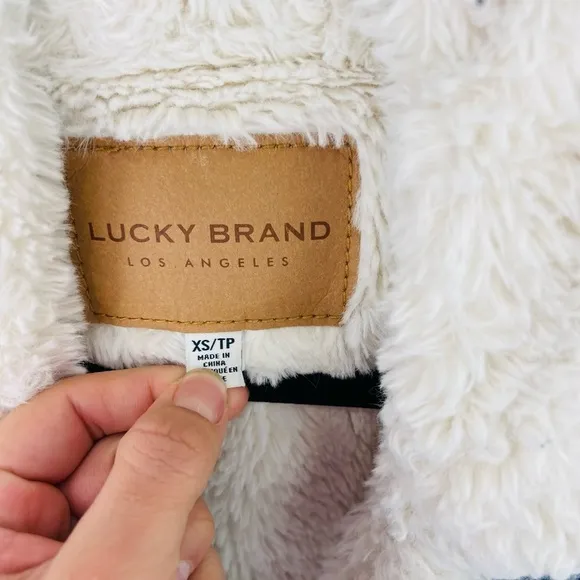 LUCKY BRAND
LOS ANGELES
XS/TP
MADE IN
CHINA